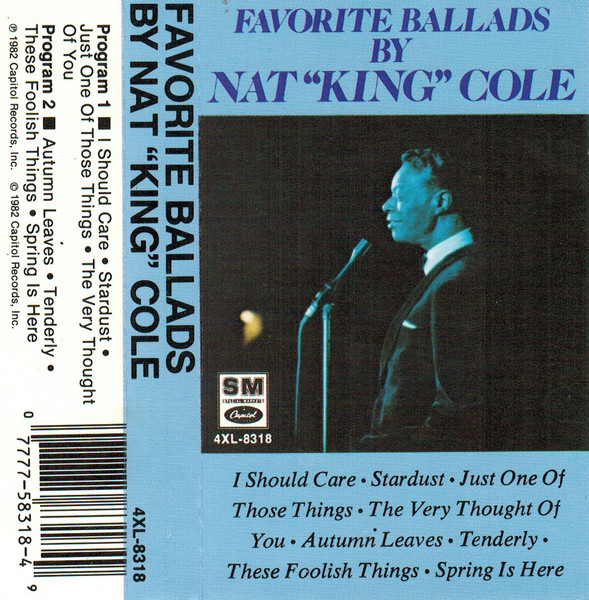 FAVORITE BALLADS
BY
NAT “KING” COLE
SM
SPECIAL MARKETS
Capitol
4XL-8318
I Should Care • Stardust • Just One Of
Those Things • The Very Thought Of
You • Autumn Leaves • Tenderly •
These Foolish Things • Spring Is Here
FAVORITE BALLADS
BY NAT “KING” COLE
4XL-8318
Program 1 ■ I Should Care • Stardust •
Just One Of Those Things • The Very Thought
Of You
Program 2 ■ Autumn Leaves • Tenderly •
These Foolish Things • Spring Is Here
℗ 1982 Capitol Records, Inc. © 1982 Capitol Records, Inc.
0 7777-58318-4 9